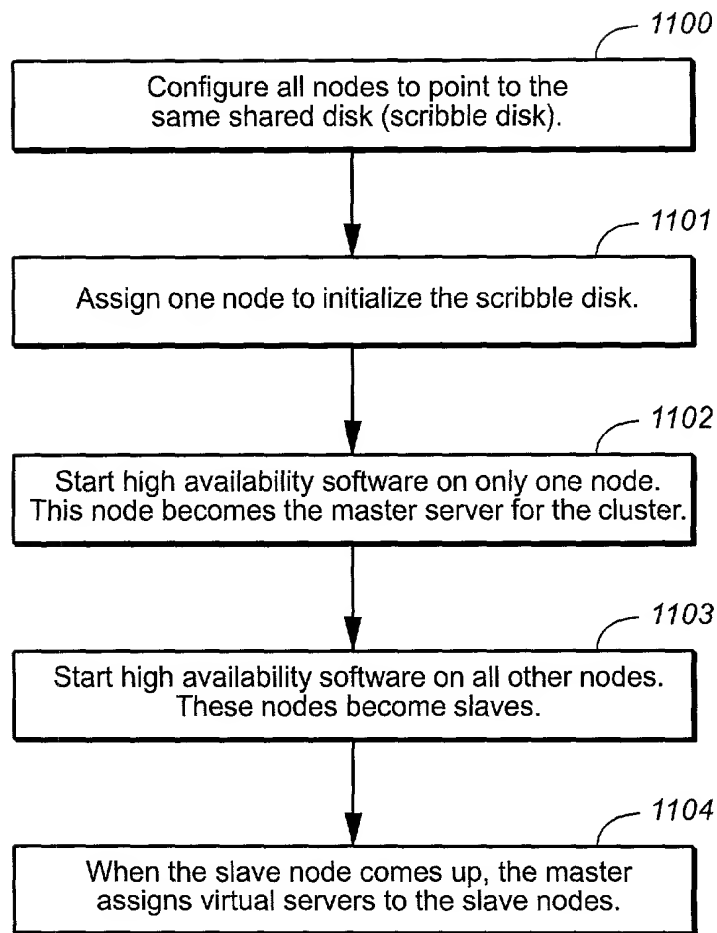 1100
Configure all nodes to point to the
same shared disk (scribble disk).
1101
Assign one node to initialize the scribble disk.
1102
Start high availability software on only one node.
This node becomes the master server for the cluster.
1103
Start high availability software on all other nodes.
These nodes become slaves.
1104
When the slave node comes up, the master
assigns virtual servers to the slave nodes.